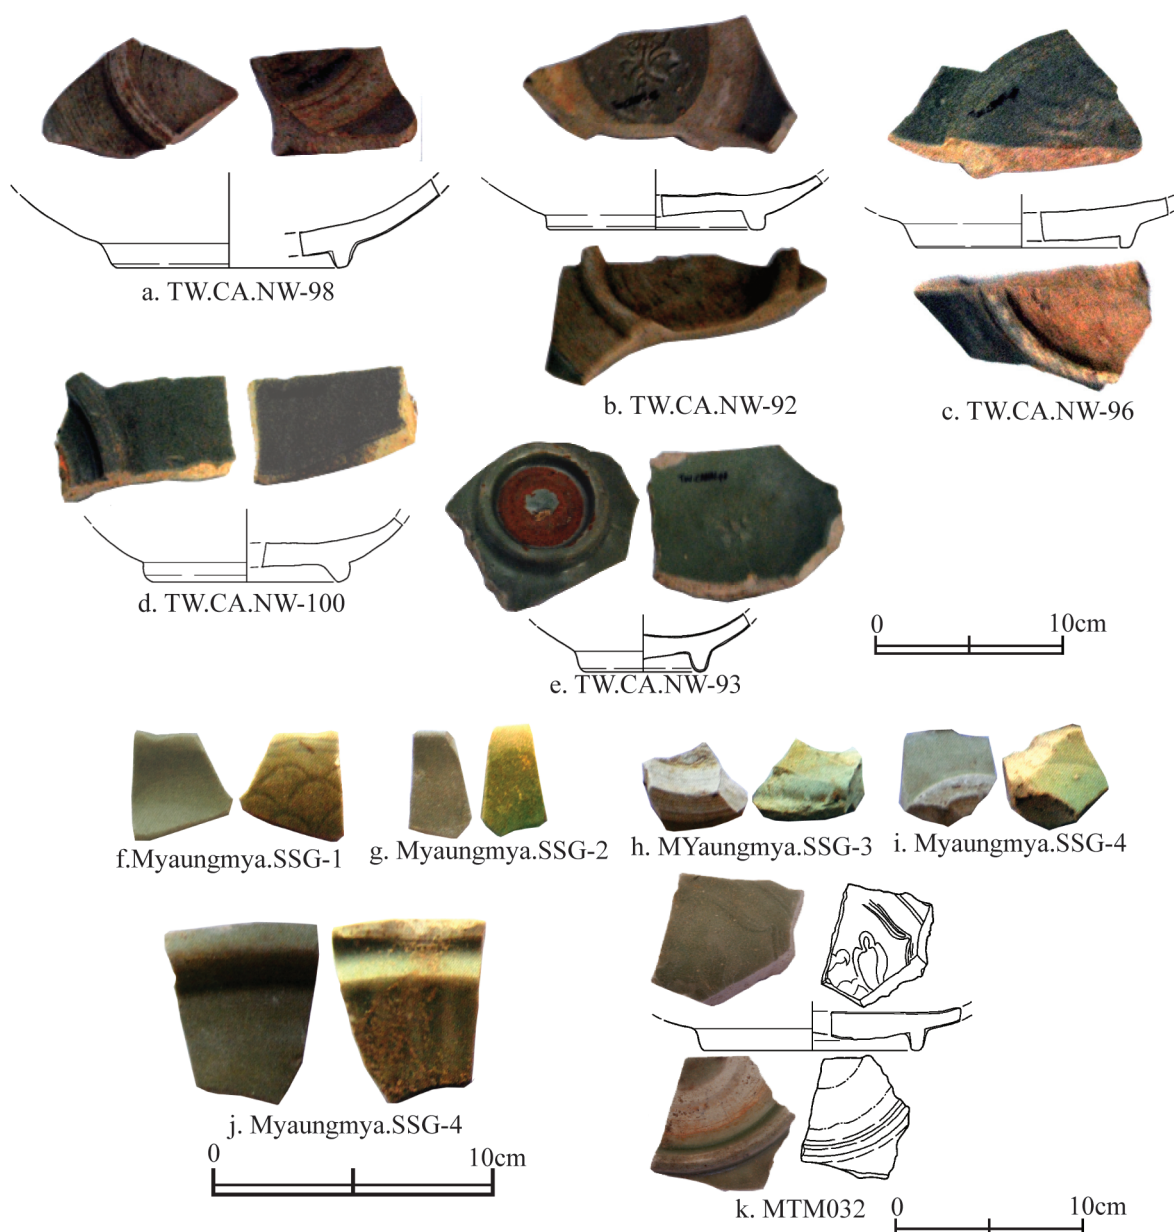 a. TW.CA.NW-98
b. TW.CA.NW-92
c. TW.CA.NW-96
d. TW.CA.NW-100
e. TW.CA.NW-93
0 10cm
f.Myaungmya.SSG-1
g. Myaungmya.SSG-2
h. MYaungmya.SSG-3
i. Myaungmya.SSG-4
j. Myaungmya.SSG-4
0 10cm
k. MTM032
0 10cm